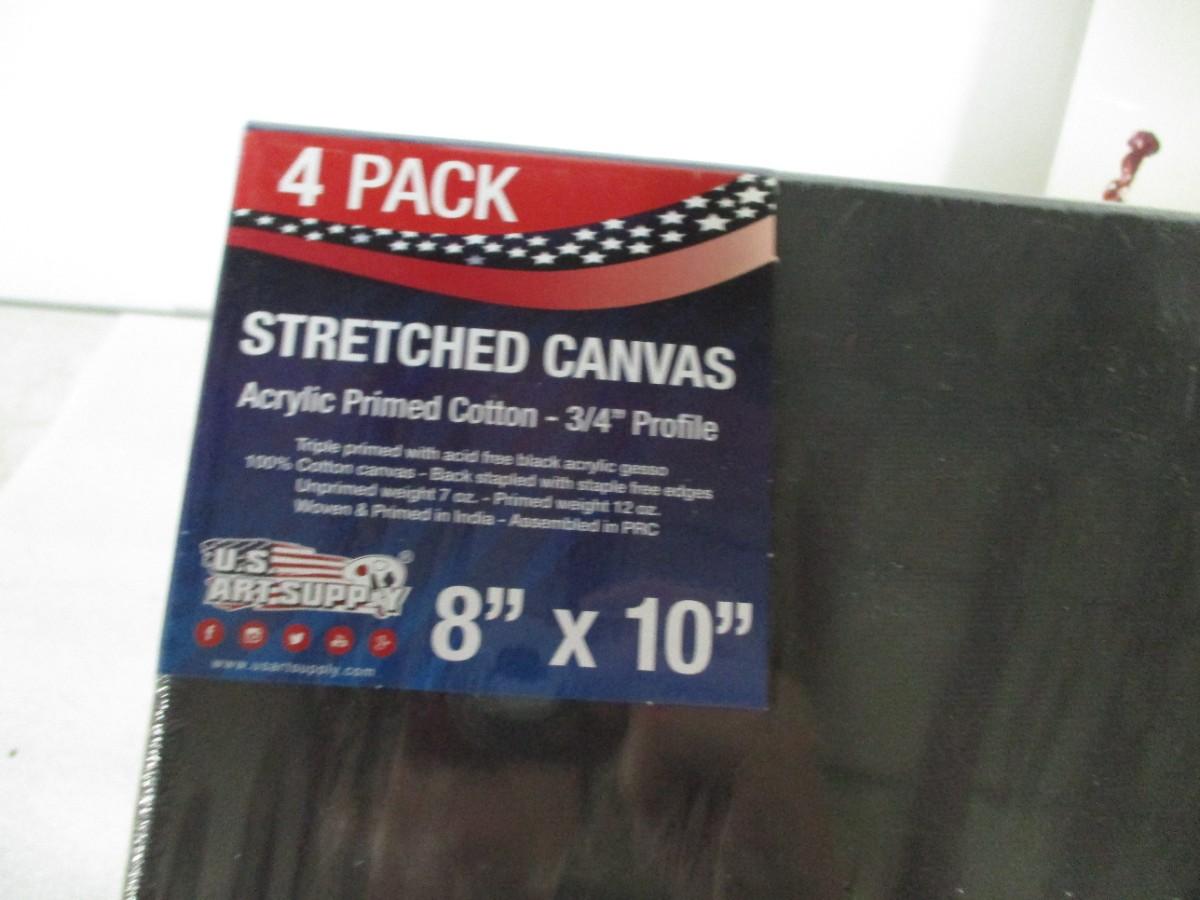 4 PACK
STRETCHED CANVAS
Acrylic Primed Cotton - 3/4" Profile
Triple primed with acid free black acrylic gesso
100% Cotton canvas - Back stapled with staple free edges
Unprimed weight 7 oz. - Primed weight 12 oz.
Woven & Primed in India - Assembled in PRC
U.S.
ART SUPPLY
®
8" x 10"
www.usartsupply.com